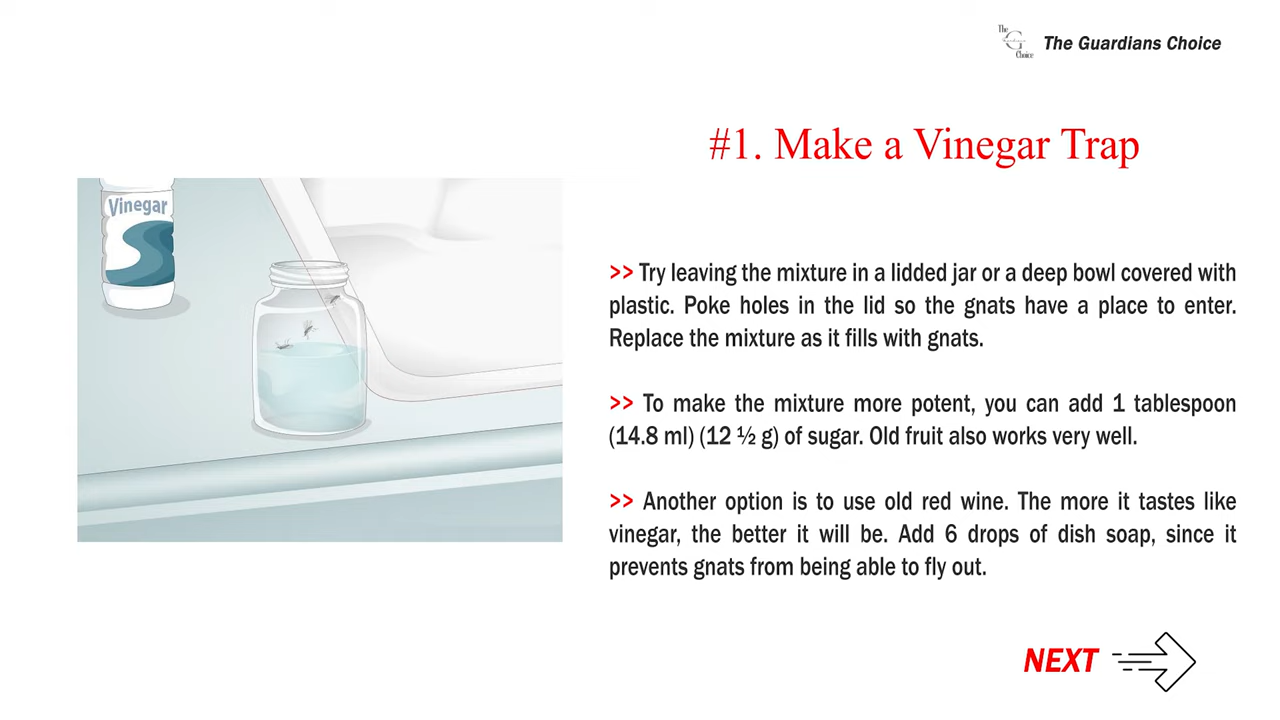 The
G
Choice
The Guardians Choice
#1. Make a Vinegar Trap
Vinegar
>> Try leaving the mixture in a lidded jar or a deep bowl covered with
plastic. Poke holes in the lid so the gnats have a place to enter.
Replace the mixture as it fills with gnats.
>> To make the mixture more potent, you can add 1 tablespoon
(14.8 ml) (12 ½ g) of sugar. Old fruit also works very well.
>> Another option is to use old red wine. The more it tastes like
vinegar, the better it will be. Add 6 drops of dish soap, since it
prevents gnats from being able to fly out.
NEXT